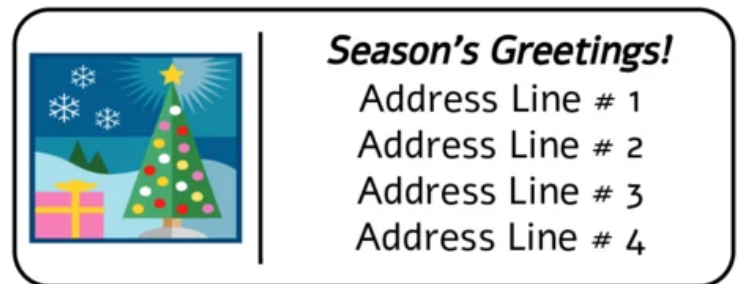 Season's Greetings!
Address Line # 1
Address Line # 2
Address Line # 3
Address Line # 4